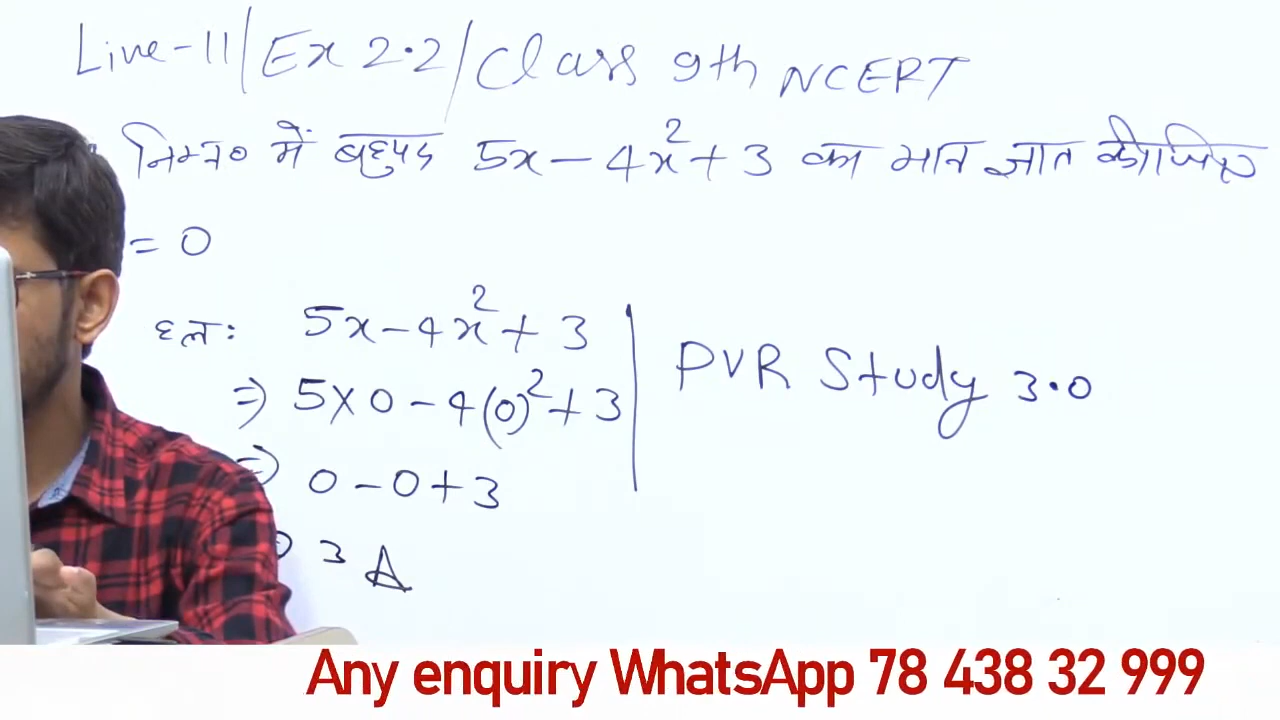 Live-11/Ex 2.2/Class 9th NCERT
निम्न० में बहुपद 5x-4x²+3 का मान ज्ञात कीजिए
= 0
हल: 5x-4x²+3
⇒ 5×0-4(0)²+3
⇒ 0-0+3
3 A
PVR Study 3.0
Any enquiry WhatsApp 78 438 32 999